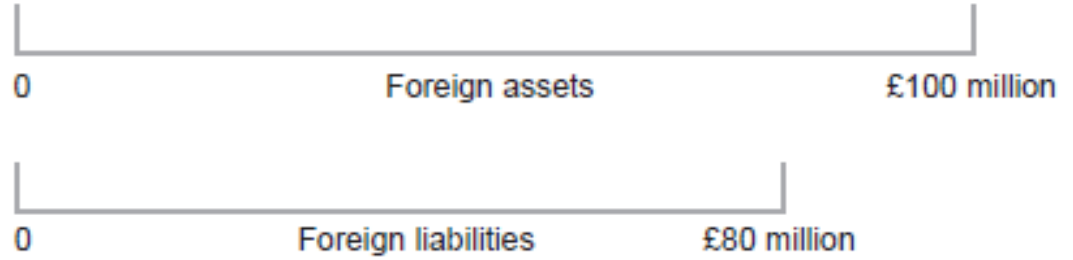 0 Foreign assets £100 million
0 Foreign liabilities £80 million